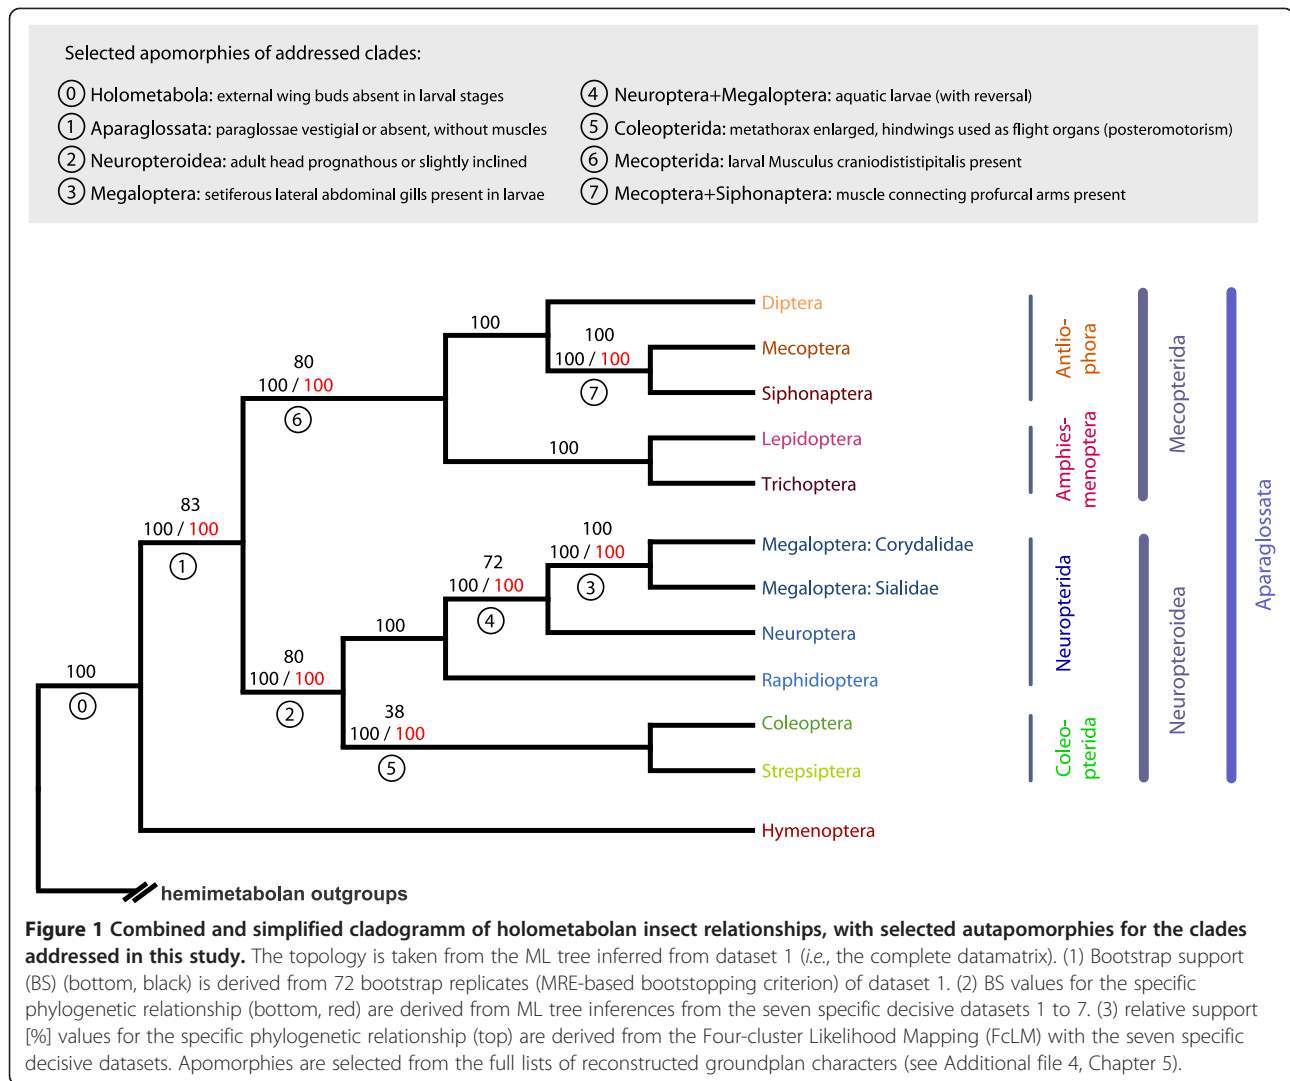 Selected apomorphies of addressed clades:
0 Holometabola: external wing buds absent in larval stages
1 Aparaglossata: paraglossae vestigial or absent, without muscles
2 Neuropteroidea: adult head prognathous or slightly inclined
3 Megaloptera: setiferous lateral abdominal gills present in larvae
4 Neuroptera+Megaloptera: aquatic larvae (with reversal)
5 Coleopterida: metathorax enlarged, hindwings used as flight organs (posteromotorism)
6 Mecopterida: larval Musculus craniodististipitalis present
7 Mecoptera+Siphonaptera: muscle connecting profurcal arms present
Diptera
100
100
100 / 100
7
Mecoptera
Siphonaptera
80
100 / 100
6
Lepidoptera
100
Trichoptera
83
100 / 100
1
Megaloptera: Corydalidae
100
100 / 100
3
Megaloptera: Sialidae
72
100 / 100
4
Neuroptera
100
Raphidioptera
80
100 / 100
2
38
100 / 100
5
Coleoptera
Strepsiptera
100
0
Hymenoptera
hemimetabolan outgroups
Antlio-
phora
Amphies-
menoptera
Neuropterida
Coleo-
pterida
Mecopterida
Neuropteroidea
Aparaglossata
Figure 1 Combined and simplified cladogramm of holometabolan insect relationships, with selected autapomorphies for the clades
addressed in this study. The topology is taken from the ML tree inferred from dataset 1 (i.e., the complete datamatrix). (1) Bootstrap support
(BS) (bottom, black) is derived from 72 bootstrap replicates (MRE-based bootstopping criterion) of dataset 1. (2) BS values for the specific
phylogenetic relationship (bottom, red) are derived from ML tree inferences from the seven specific decisive datasets 1 to 7. (3) relative support
[%] values for the specific phylogenetic relationship (top) are derived from the Four-cluster Likelihood Mapping (FcLM) with the seven specific
decisive datasets. Apomorphies are selected from the full lists of reconstructed groundplan characters (see Additional file 4, Chapter 5).